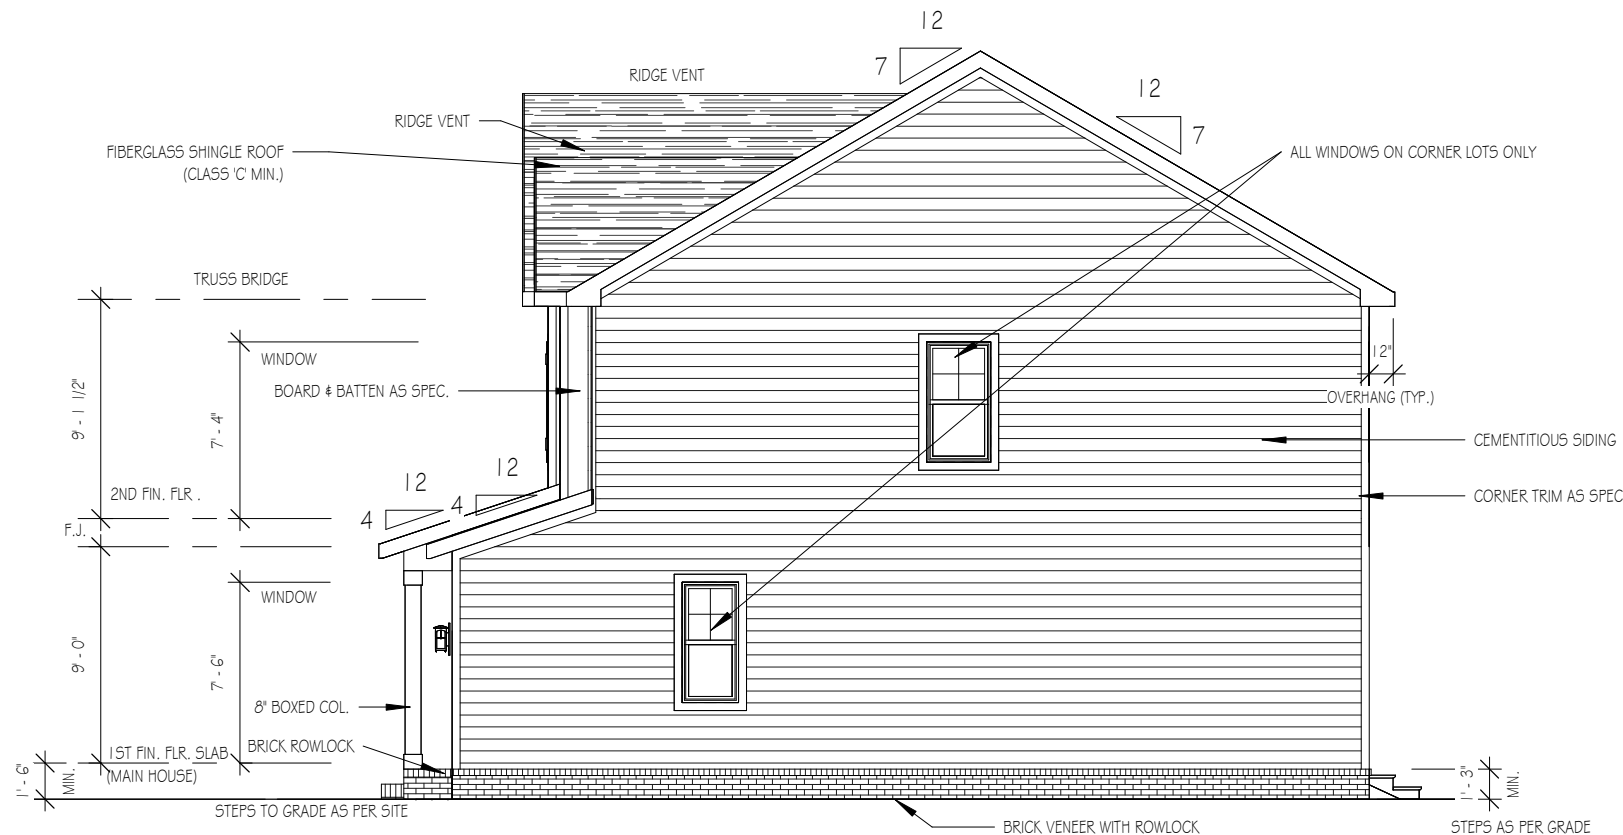 12
7
RIDGE VENT
12
7
RIDGE VENT
FIBERGLASS SHINGLE ROOF
(CLASS 'C' MIN.)
ALL WINDOWS ON CORNER LOTS ONLY
TRUSS BRIDGE
WINDOW
12"
BOARD & BATTEN AS SPEC.
OVERHANG (TYP.)
9' - 1 1/2"
7' - 4"
CEMENTITIOUS SIDING
12
12
4
4
2ND FIN. FLR .
CORNER TRIM AS SPEC
F.J.
WINDOW
9' - 0"
7' - 6"
8" BOXED COL.
1ST FIN. FLR. SLAB
(MAIN HOUSE)
BRICK ROWLOCK
1' - 6"
MIN.
1' - 3"
MIN.
STEPS TO GRADE AS PER SITE
BRICK VENEER WITH ROWLOCK
STEPS AS PER GRADE